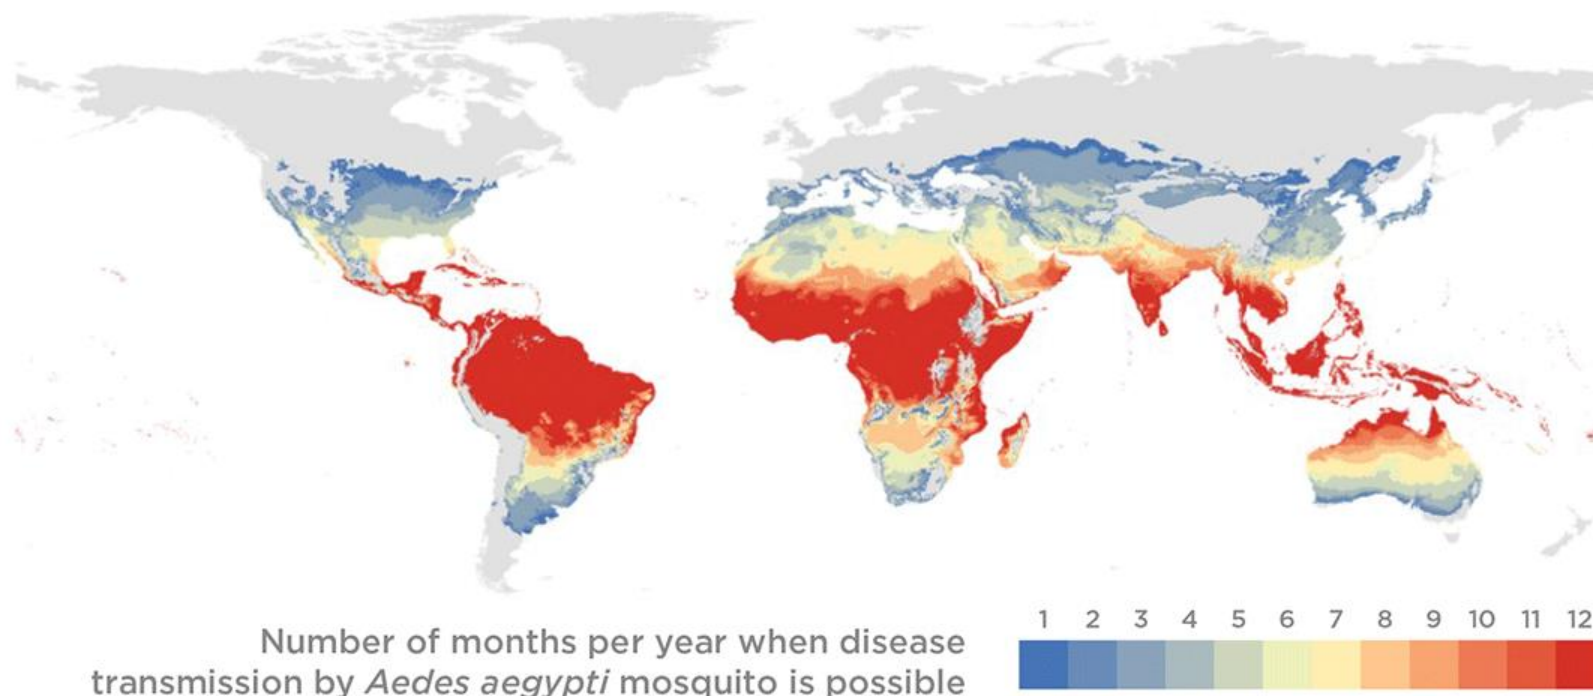 1 2 3 4 5 6 7 8 9 10 11 12
Number of months per year when disease
transmission by Aedes aegypti mosquito is possible